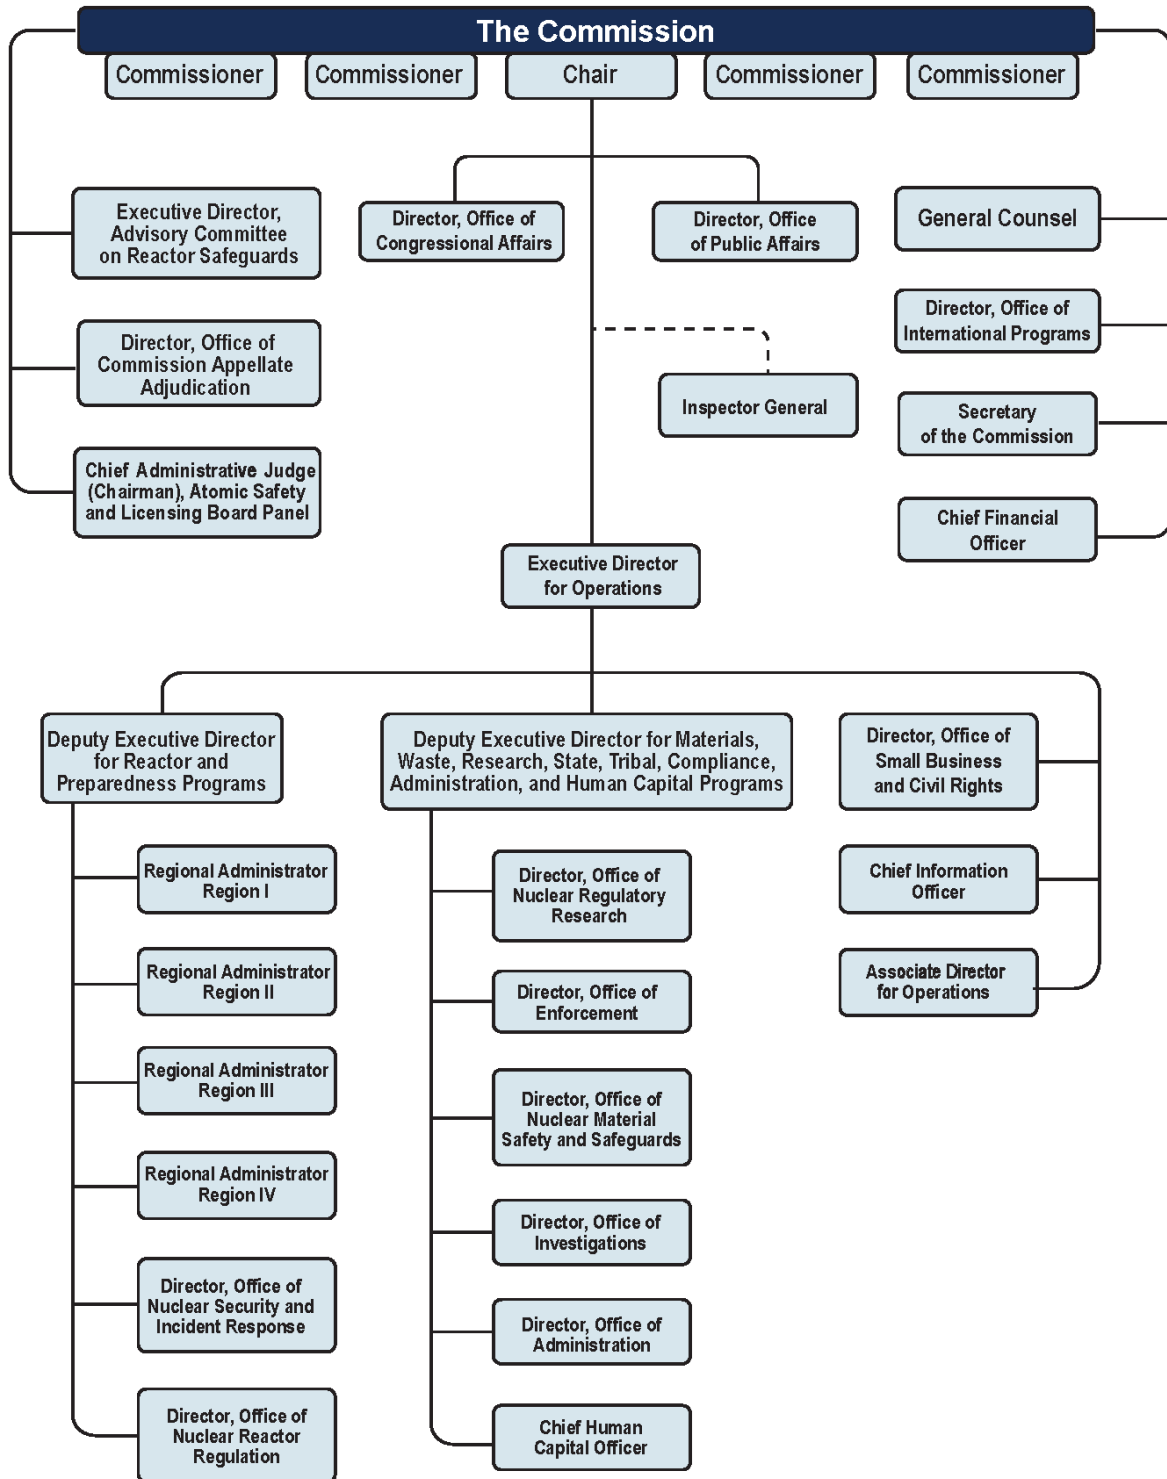 The Commission
Commissioner
Commissioner
Chair
Commissioner
Commissioner
Executive Director,
Advisory Committee
on Reactor Safeguards
Director, Office of
Congressional Affairs
Director, Office
of Public Affairs
General Counsel
Director, Office of
International Programs
Director, Office of
Commission Appellate
Adjudication
Inspector General
Secretary
of the Commission
Chief Administrative Judge
(Chairman), Atomic Safety
and Licensing Board Panel
Chief Financial
Officer
Executive Director
for Operations
Deputy Executive Director
for Reactor and
Preparedness Programs
Deputy Executive Director for Materials,
Waste, Research, State, Tribal, Compliance,
Administration, and Human Capital Programs
Director, Office of
Small Business
and Civil Rights
Regional Administrator
Region I
Regional Administrator
Region II
Regional Administrator
Region III
Regional Administrator
Region IV
Director, Office of
Nuclear Security and
Incident Response
Director, Office of
Nuclear Reactor
Regulation
Director, Office of
Nuclear Regulatory
Research
Director, Office of
Enforcement
Director, Office of
Nuclear Material
Safety and Safeguards
Director, Office of
Investigations
Director, Office of
Administration
Chief Human
Capital Officer
Chief Information
Officer
Associate Director
for Operations